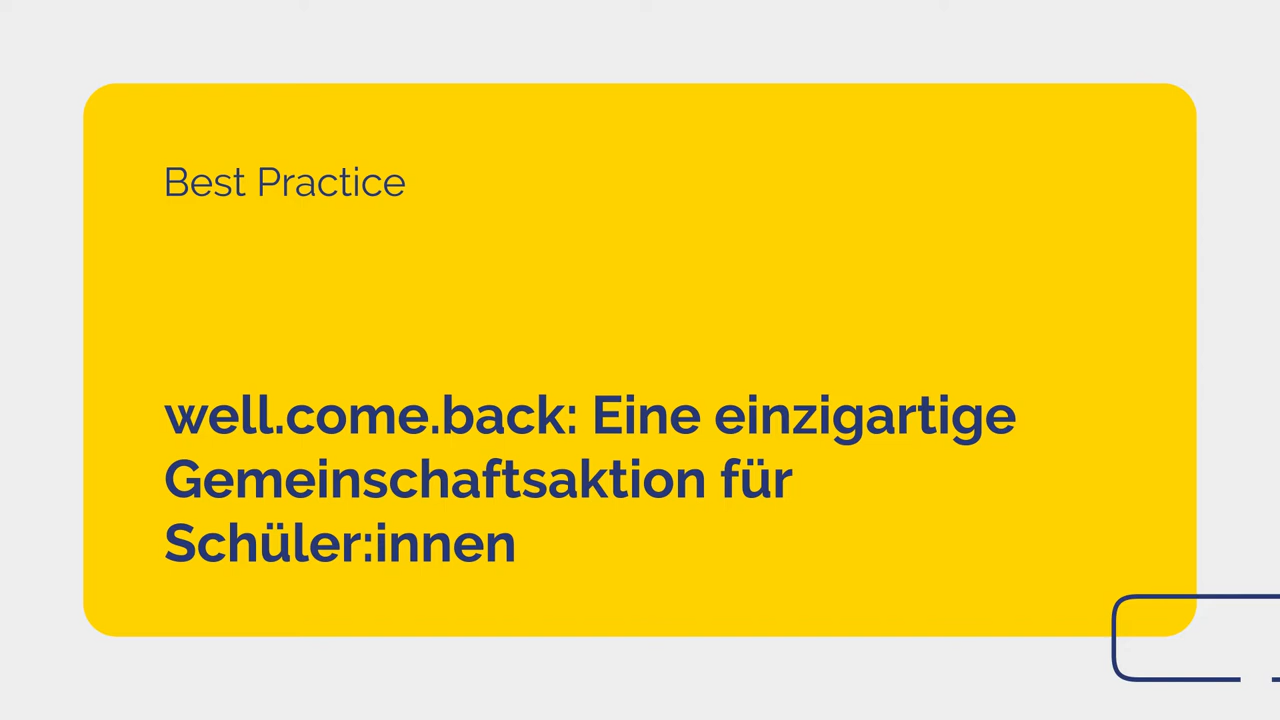 Best Practice
well.come.back: Eine einzigartige
Gemeinschaftsaktion für
Schüler:innen